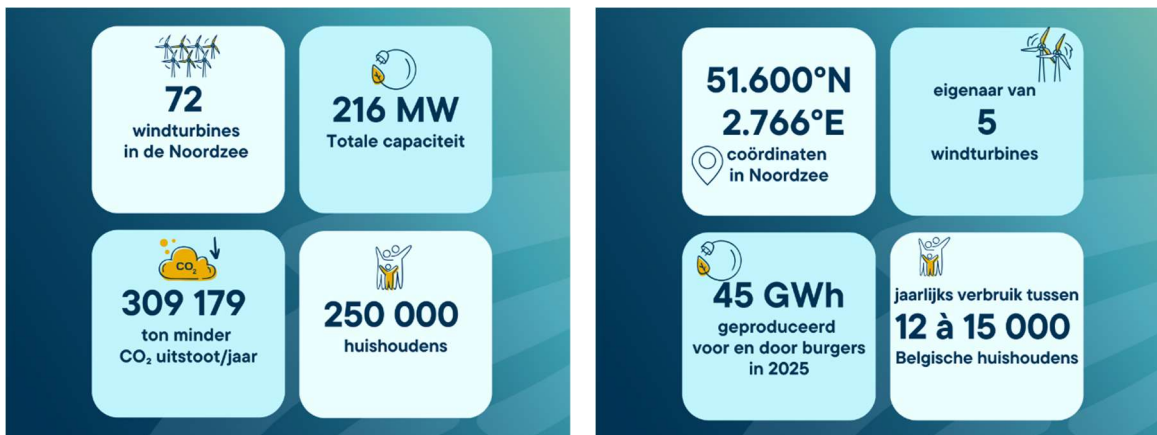 72
windturbines
in de Noordzee
216 MW
Totale capaciteit
CO₂
309 179
ton minder
CO₂ uitstoot/jaar
250 000
huishoudens
51.600°N
2.766°E
coördinaten
in Noordzee
eigenaar van
5
windturbines
45 GWh
geproduceerd
voor en door burgers
in 2025
jaarlijks verbruik tussen
12 à 15 000
Belgische huishoudens